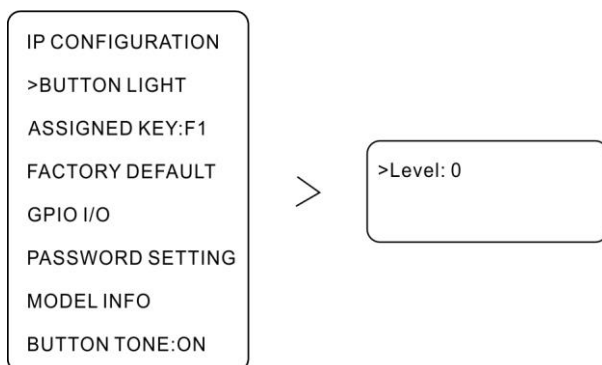 IP CONFIGURATION
>BUTTON LIGHT
ASSIGNED KEY:F1
FACTORY DEFAULT
GPIO I/O
PASSWORD SETTING
MODEL INFO
BUTTON TONE:ON
>
>Level: 0